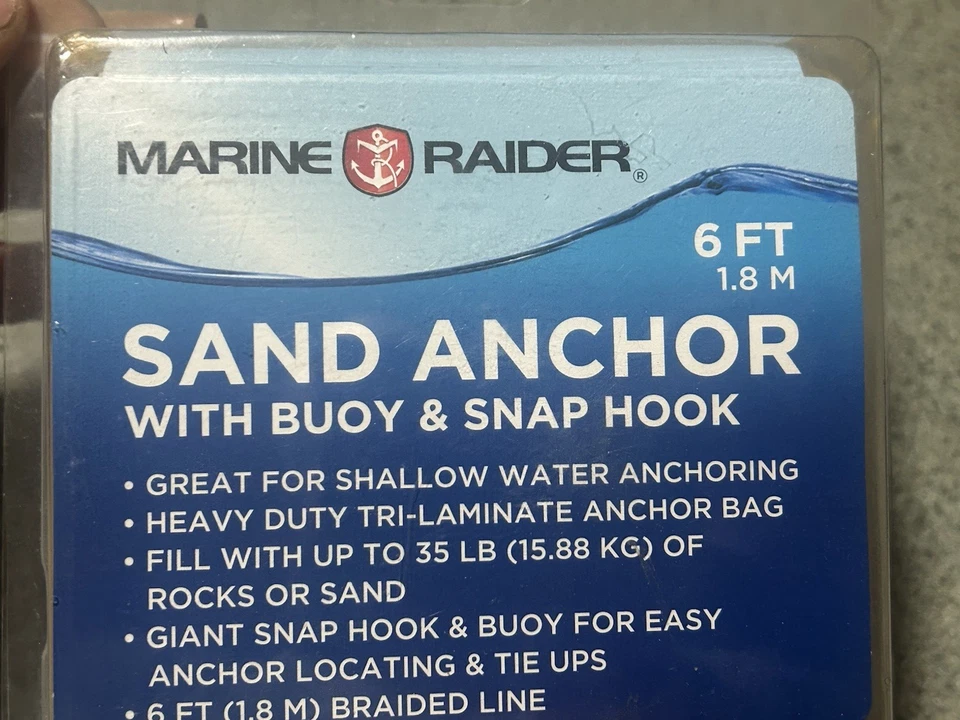 MARINE RAIDER®
6 FT
1.8 M
SAND ANCHOR
WITH BUOY & SNAP HOOK
• GREAT FOR SHALLOW WATER ANCHORING
• HEAVY DUTY TRI-LAMINATE ANCHOR BAG
• FILL WITH UP TO 35 LB (15.88 KG) OF
ROCKS OR SAND
• GIANT SNAP HOOK & BUOY FOR EASY
ANCHOR LOCATING & TIE UPS
• 6 FT (1.8 M) BRAIDED LINE